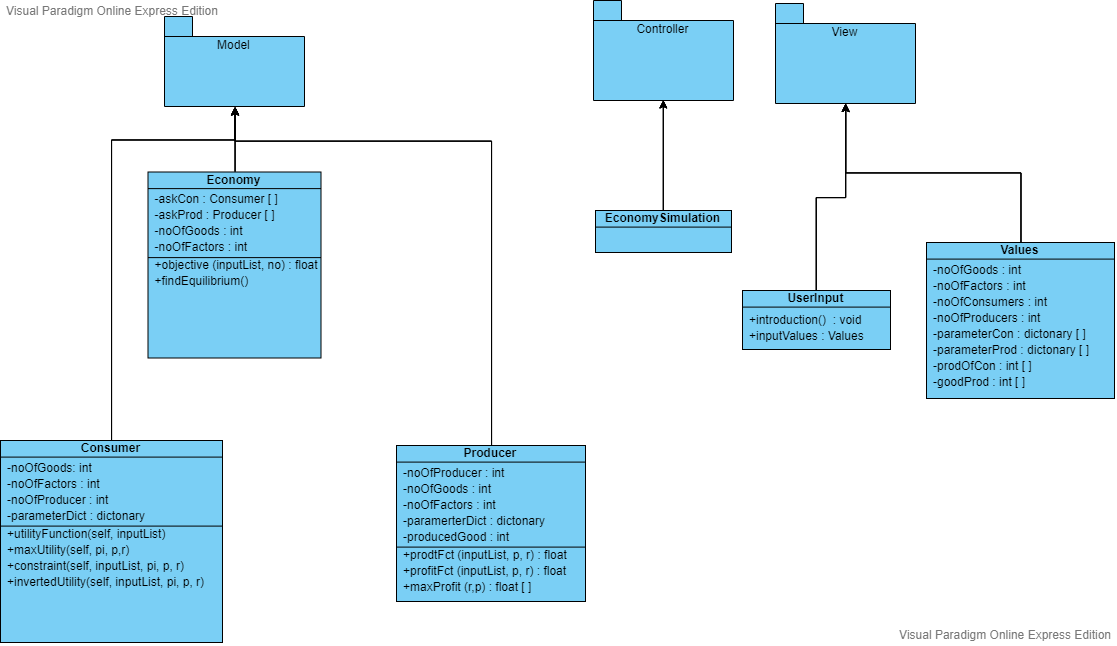 Visual Paradigm Online Express Edition
Model
Controller
View
Economy
-askCon : Consumer [ ]
-askProd : Producer [ ]
-noOfGoods : int
-noOfFactors : int
+objective (inputList, no) : float
+findEquilibrium()
EconomySimulation
UserInput
+introduction()  : void
+inputValues : Values
Values
-noOfGoods : int
-noOfFactors : int
-noOfConsumers : int
-noOfProducers : int
-parameterCon : dictonary [ ]
-parameterProd : dictonary [ ]
-prodOfCon : int [ ]
-goodProd : int [ ]
Consumer
-noOfGoods: int
-noOfFactors : int
-noOfProducer : int
-parameterDict : dictonary
+utilityFunction(self, inputList)
+maxUtility(self, pi, p,r)
+constraint(self, inputList, pi, p, r)
+invertedUtility(self, inputList, pi, p, r)
Producer
-noOfProducer : int
-noOfGoods : int
-noOfFactors : int
-paramerterDict : dictonary
-producedGood : int
+prodtFct (inputList, p, r) : float
+profitFct (inputList, p, r) : float
+maxProfit (r,p) : float [ ]
Visual Paradigm Online Express Edition